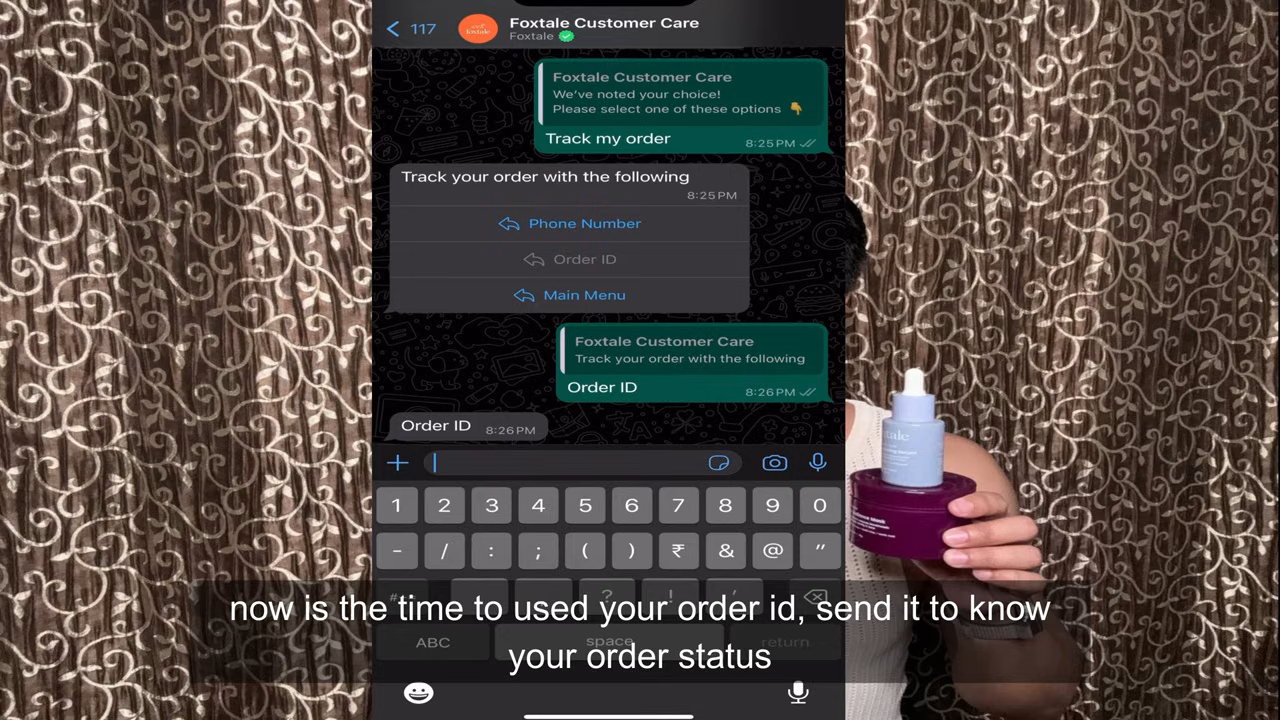 117
Foxtale Customer Care
Foxtale
Foxtale Customer Care
We've noted your choice!
Please select one of these options 👇
Track my order
8:25 PM
Track your order with the following
8:25 PM
Phone Number
Order ID
Main Menu
Foxtale Customer Care
Track your order with the following
Order ID
8:26 PM
Order ID
8:26 PM
1 2 3 4 5 6 7 8 9 0
- / : ; ( ) ₹ & @ "
? ! '
now is the time to used your order id, send it to know
your order status
ABC
space
return